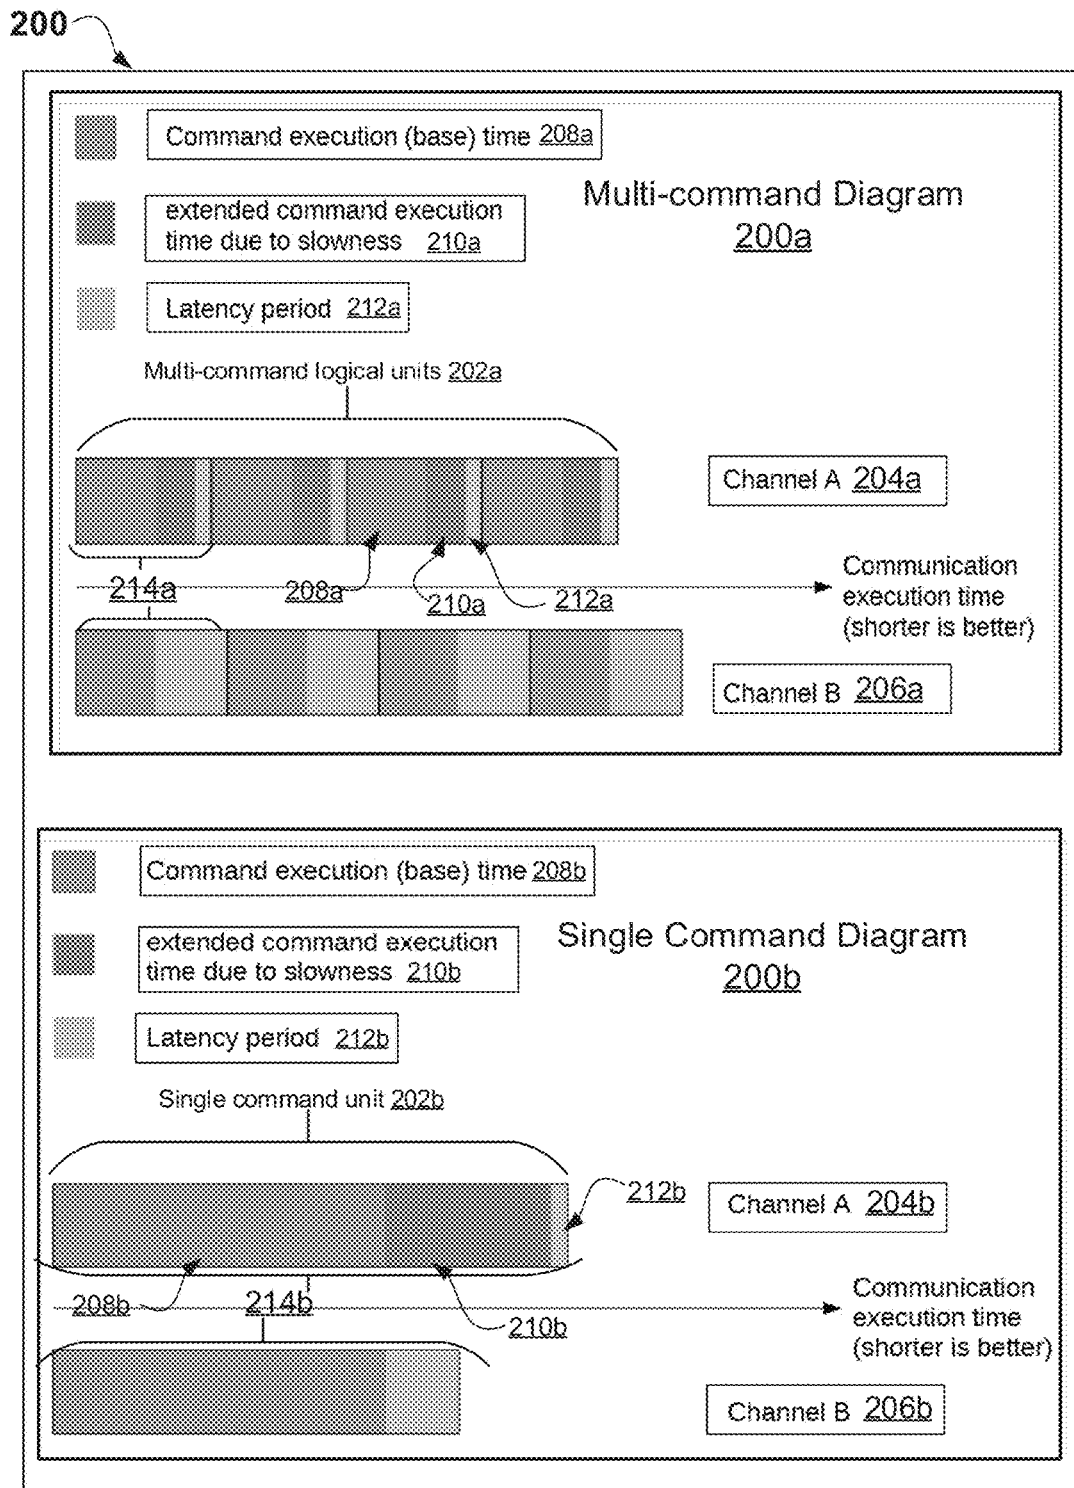 200
Command execution (base) time 208a
extended command execution
time due to slowness 210a
Multi-command Diagram
200a
Latency period 212a
Multi-command logical units 202a
Channel A 204a
214a
208a
210a
212a
Communication
execution time
(shorter is better)
Channel B 206a
Command execution (base) time 208b
extended command execution
time due to slowness 210b
Single Command Diagram
200b
Latency period 212b
Single command unit 202b
212b
Channel A 204b
208b
214b
210b
Communication
execution time
(shorter is better)
Channel B 206b